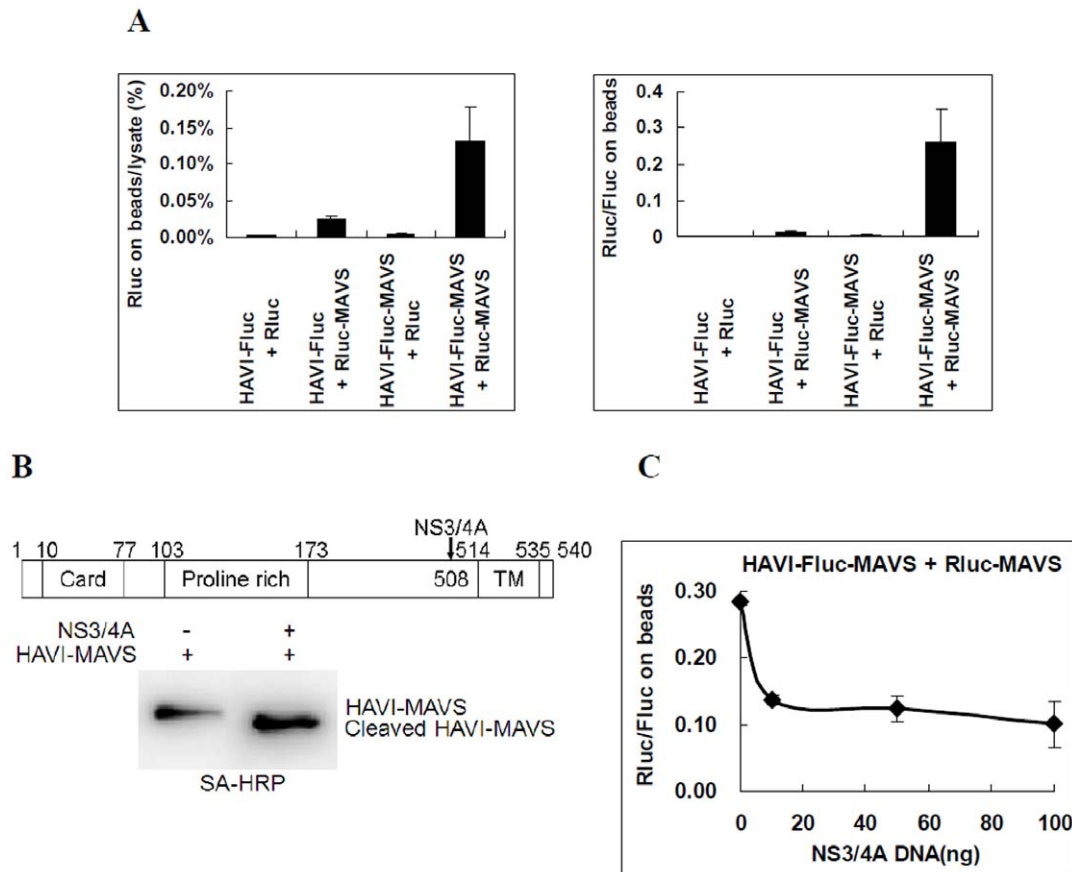 A
Rluc on beads/lysate (%)
0.20%
0.15%
0.10%
0.05%
0.00%
HAVI-Fluc
+ Rluc
HAVI-Fluc
+ Rluc-MAVS
HAVI-Fluc-MAVS
+ Rluc
HAVI-Fluc-MAVS
+ Rluc-MAVS
Rluc/Fluc on beads
0.4
0.3
0.2
0.1
0
HAVI-Fluc
+ Rluc
HAVI-Fluc
+ Rluc-MAVS
HAVI-Fluc-MAVS
+ Rluc
HAVI-Fluc-MAVS
+ Rluc-MAVS
B
NS3/4A
1 10 77 103 173 514 535 540
Card Proline rich 508 TM
NS3/4A - +
HAVI-MAVS + +
HAVI-MAVS
Cleaved HAVI-MAVS
SA-HRP
C
HAVI-Fluc-MAVS + Rluc-MAVS
Rluc/Fluc on beads
0.30
0.20
0.10
0.00
0 20 40 60 80 100
NS3/4A DNA(ng)